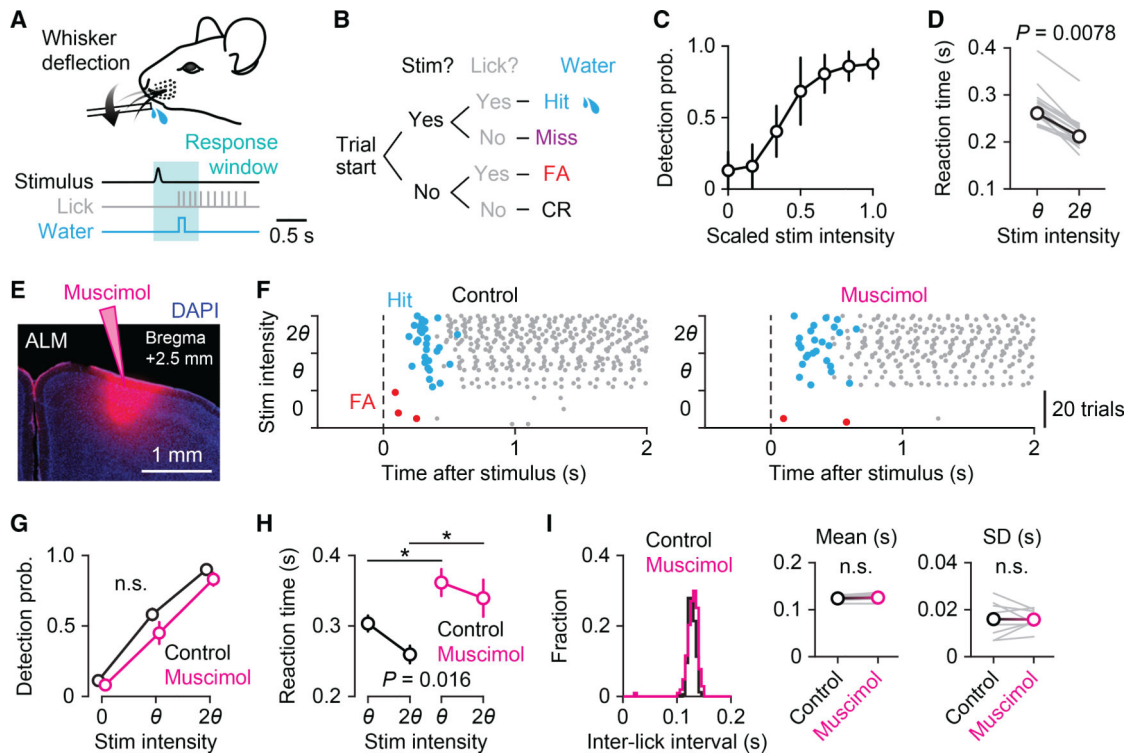 A
Whisker
deflection
Response
window
Stimulus
Lick
Water
0.5 s
B
Stim? Lick? Water
Trial
start
Yes
No
Yes
Hit
No
Miss
Yes
FA
No
CR
C
Detection prob.
1.0
0.5
0
0 0.5 1.0
Scaled stim intensity
D
P = 0.0078
Reaction time (s)
0.4
0.3
0.2
0.1
θ 2θ
Stim intensity
E
Muscimol
DAPI
ALM
Bregma
+2.5 mm
1 mm
F
Hit
Control
Stim intensity
2θ
θ
0
FA
0 1 2
Time after stimulus (s)
Muscimol
2θ
θ
0
20 trials
0 1 2
Time after stimulus (s)
G
Detection prob.
1.0
0.5
0
n.s.
Control
Muscimol
0 θ 2θ
Stim intensity
H
Reaction time (s)
0.4
0.3
0.2
*
*
Control
Muscimol
P = 0.016
θ 2θ θ 2θ
Stim intensity
I
Fraction
0.4
0.2
0
Control
Muscimol
0 0.1 0.2
Inter-lick interval (s)
Mean (s)
n.s.
0.2
0.1
0
Control
Muscimol
SD (s)
n.s.
0.04
0.02
0
Control
Muscimol